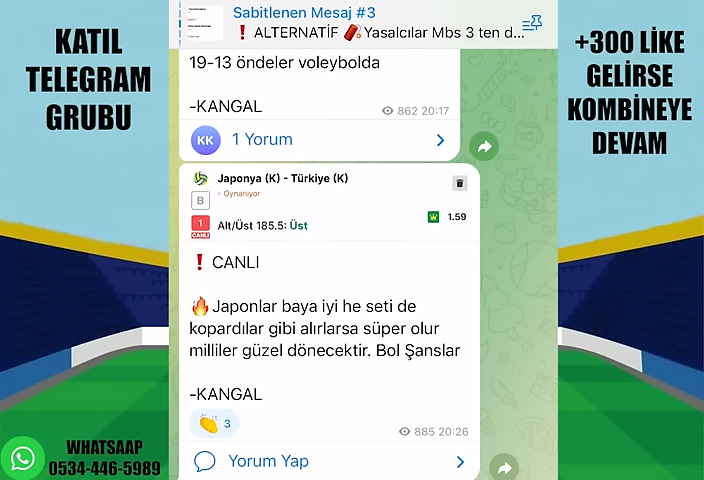 KATIL
TELEGRAM
GRUBU
Sabitlenen Mesaj #3
❗ ALTERNATİF 🧨Yasalcılar Mbs 3 ten d...
19-13 öndeler voleybolda
-KANGAL
862 20:17
KK 1 Yorum
Japonya (K) - Türkiye (K)
B
Oynanıyor
1
CANLI
Alt/Üst 185.5: Üst
1.59
❗ CANLI
🔥Japonlar baya iyi he seti de
kopardılar gibi alırlarsa süper olur
milliler güzel dönecektir. Bol Şanslar
-KANGAL
👏 3
885 20:26
Yorum Yap
+300 LİKE
GELİRSE
KOMBİNEYE
DEVAM
WHATSAAP
0534-446-5989